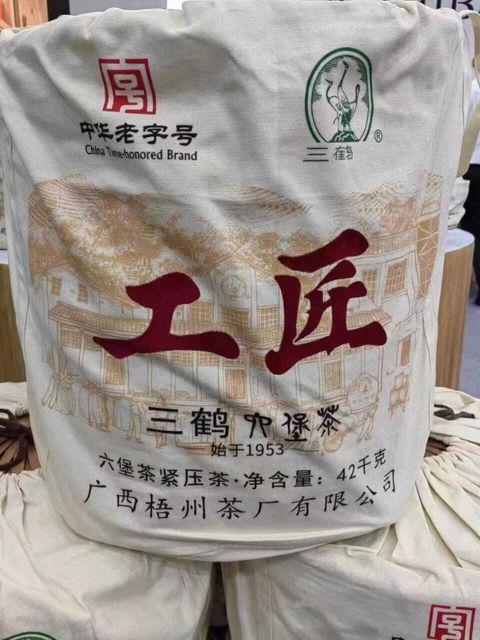 中华老字号
China Time-honored Brand
三鹤
®
工匠
三鹤 六堡茶
始于1953
六堡茶紧压茶·净含量：42千克
广西梧州茶厂有限公司